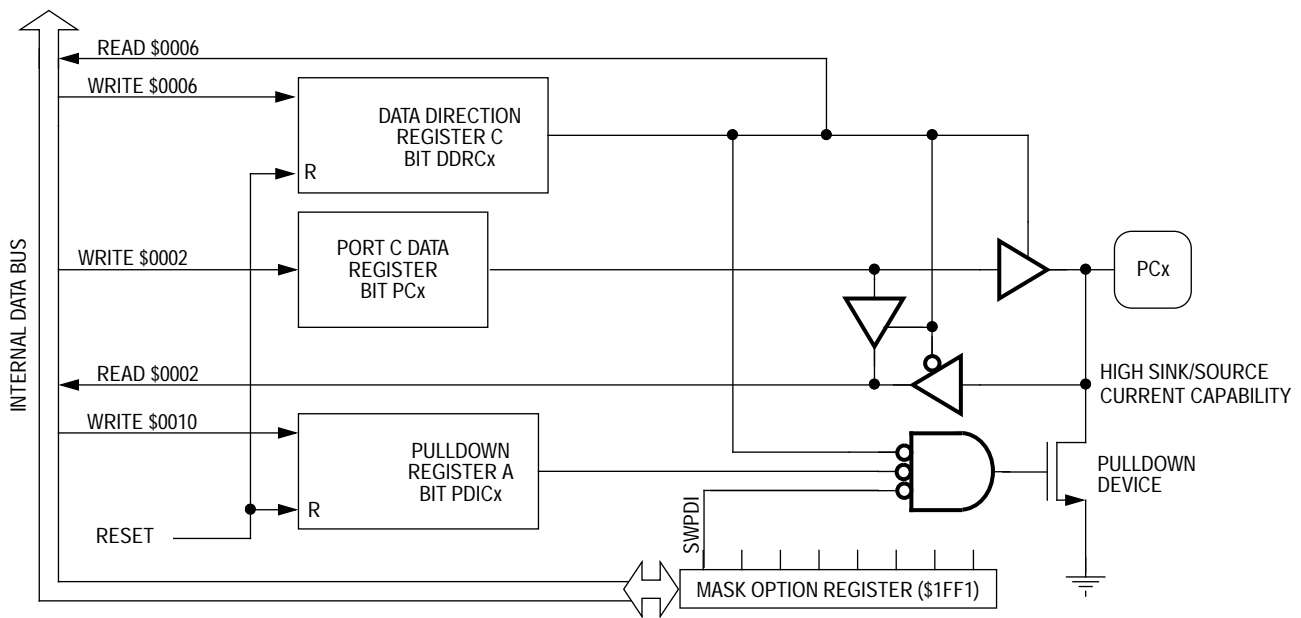 READ $0006
WRITE $0006
DATA DIRECTION
REGISTER C
BIT DDRCx
R
INTERNAL DATA BUS
WRITE $0002
PORT C DATA
REGISTER
BIT PCx
PCx
READ $0002
HIGH SINK/SOURCE
CURRENT CAPABILITY
WRITE $0010
PULLDOWN
REGISTER A
BIT PDICx
R
PULLDOWN
DEVICE
RESET
SWPDI
MASK OPTION REGISTER ($1FF1)